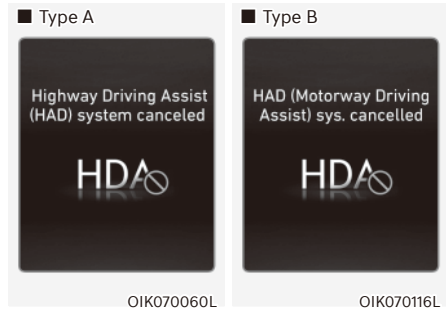 ■ Type A
Highway Driving Assist
(HAD) system canceled
HDA
OIK070060L
■ Type B
HAD (Motorway Driving
Assist) sys. cancelled
HDA
OIK070116L